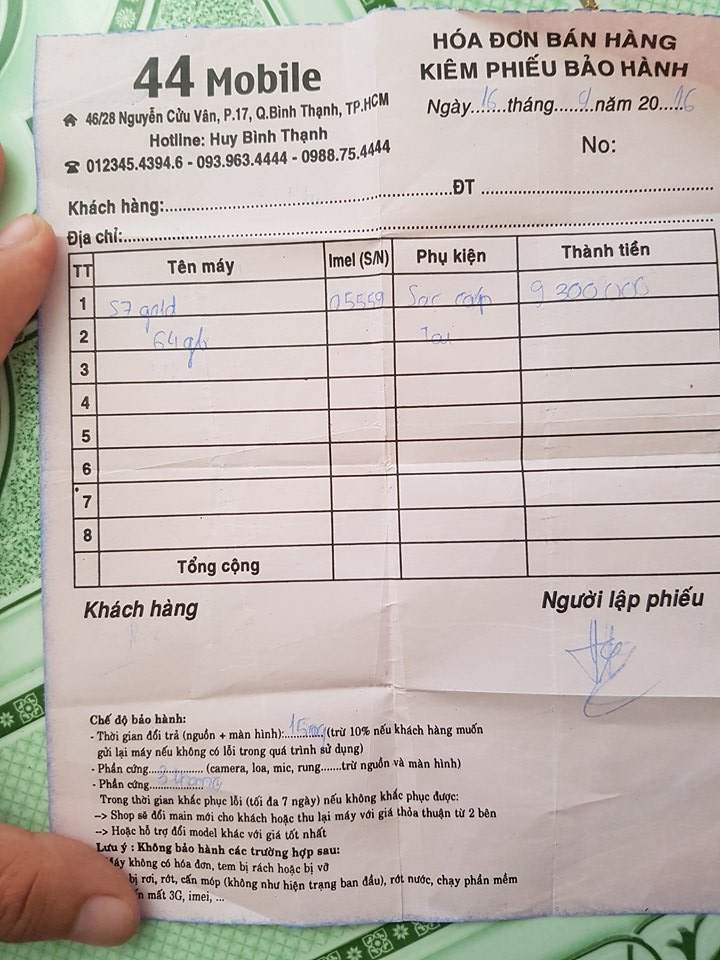 44 Mobile
46/28 Nguyễn Cửu Vân, P.17, Q.Bình Thạnh, TP.HCM
Hotline: Huy Bình Thạnh
012345.4394.6 - 093.963.4444 - 0988.75.4444
HÓA ĐƠN BÁN HÀNG
KIÊM PHIẾU BẢO HÀNH
Ngày...16...tháng...9...năm 20...16
No:
Khách hàng:..............................ĐT..............................
Địa chỉ:..............................
TT Tên máy Imel (S/N) Phụ kiện Thành tiền
1 S7 gold 05559 Sạc cáp 9 300 000
2 64gb Tai
3
4
5
6
7
8
Tổng cộng
Khách hàng Người lập phiếu
Chế độ bảo hành:
- Thời gian đổi trả (nguồn + màn hình):...15ng...(trừ 10% nếu khách hàng muốn
gửi lại máy nếu không có lỗi trong quá trình sử dụng)
- Phần cứng.............. (camera, loa, mic, rung......trừ nguồn và màn hình)
- Phần cứng...3 tháng...
Trong thời gian khắc phục lỗi (tối đa 7 ngày) nếu không khắc phục được:
--> Shop sẽ đổi main mới cho khách hoặc thu lại máy với giá thỏa thuận từ 2 bên
--> Hoặc hỗ trợ đổi model khác với giá tốt nhất
Lưu ý : Không bảo hành các trường hợp sau:
máy không có hóa đơn, tem bị rách hoặc bị vỡ
bị rơi, rớt, cấn móp (không như hiện trạng ban đầu), rớt nước, chạy phần mềm
mất 3G, imei, ...